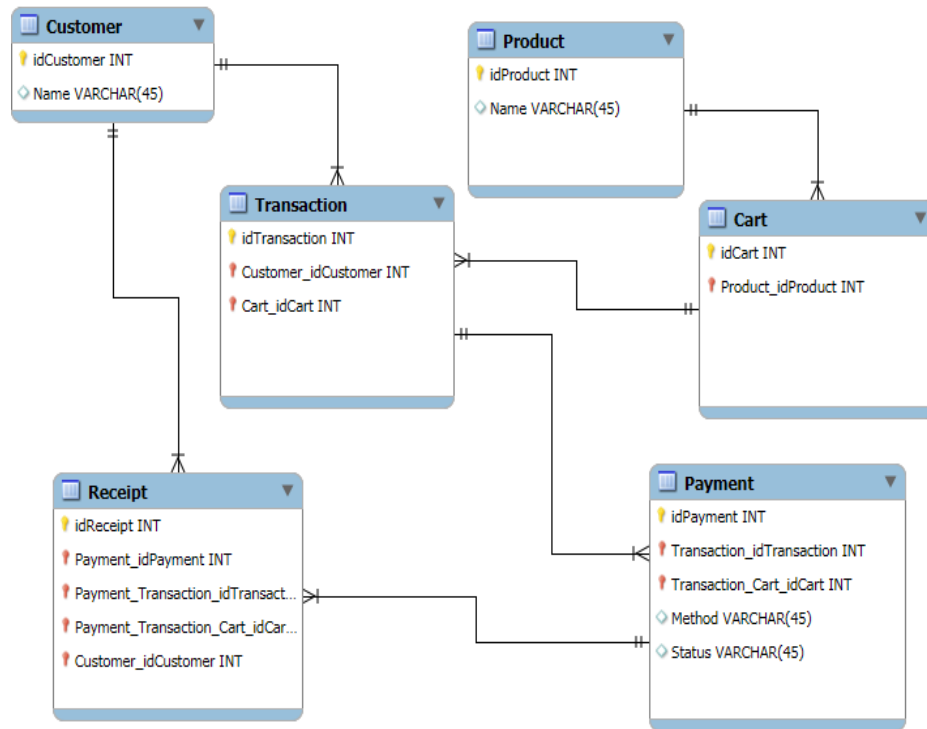 Customer
idCustomer INT
Name VARCHAR(45)
Product
idProduct INT
Name VARCHAR(45)
Transaction
idTransaction INT
Customer_idCustomer INT
Cart_idCart INT
Cart
idCart INT
Product_idProduct INT
Receipt
idReceipt INT
Payment_idPayment INT
Payment_Transaction_idTransact...
Payment_Transaction_Cart_idCar...
Customer_idCustomer INT
Payment
idPayment INT
Transaction_idTransaction INT
Transaction_Cart_idCart INT
Method VARCHAR(45)
Status VARCHAR(45)